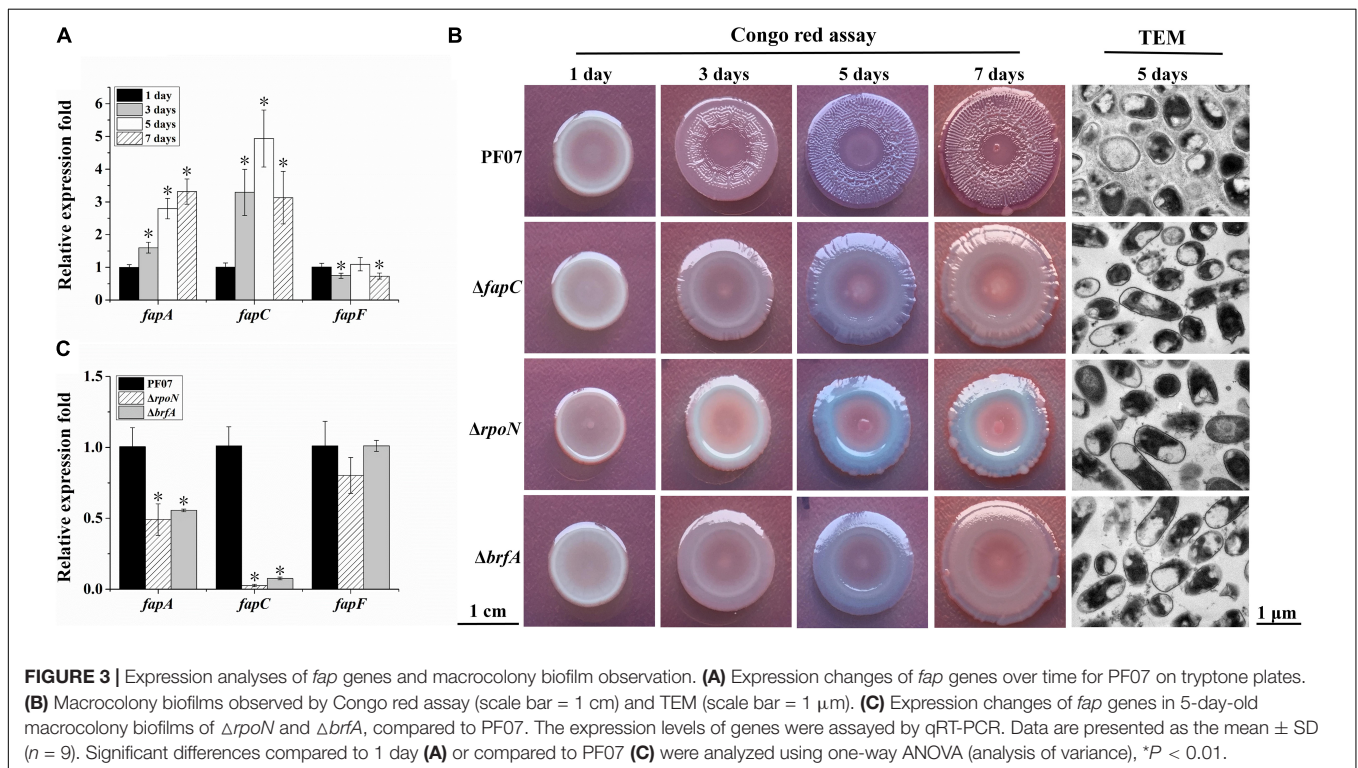 A
Relative expression fold
6
5
4
3
2
1
0
1 day
3 days
5 days
7 days
* * * * * * * *
fapA fapC fapF
B
Congo red assay TEM
1 day 3 days 5 days 7 days 5 days
PF07
ΔfapC
ΔrpoN
ΔbrfA
1 cm
1 μm
C
Relative expression fold
1.5
1.0
0.5
0.0
PF07
ΔrpoN
ΔbrfA
* * * *
fapA fapC fapF
FIGURE 3 | Expression analyses of fap genes and macrocolony biofilm observation. (A) Expression changes of fap genes over time for PF07 on tryptone plates.
(B) Macrocolony biofilms observed by Congo red assay (scale bar = 1 cm) and TEM (scale bar = 1 μm). (C) Expression changes of fap genes in 5-day-old
macrocolony biofilms of △rpoN and △brfA, compared to PF07. The expression levels of genes were assayed by qRT-PCR. Data are presented as the mean ± SD
(n = 9). Significant differences compared to 1 day (A) or compared to PF07 (C) were analyzed using one-way ANOVA (analysis of variance), *P < 0.01.